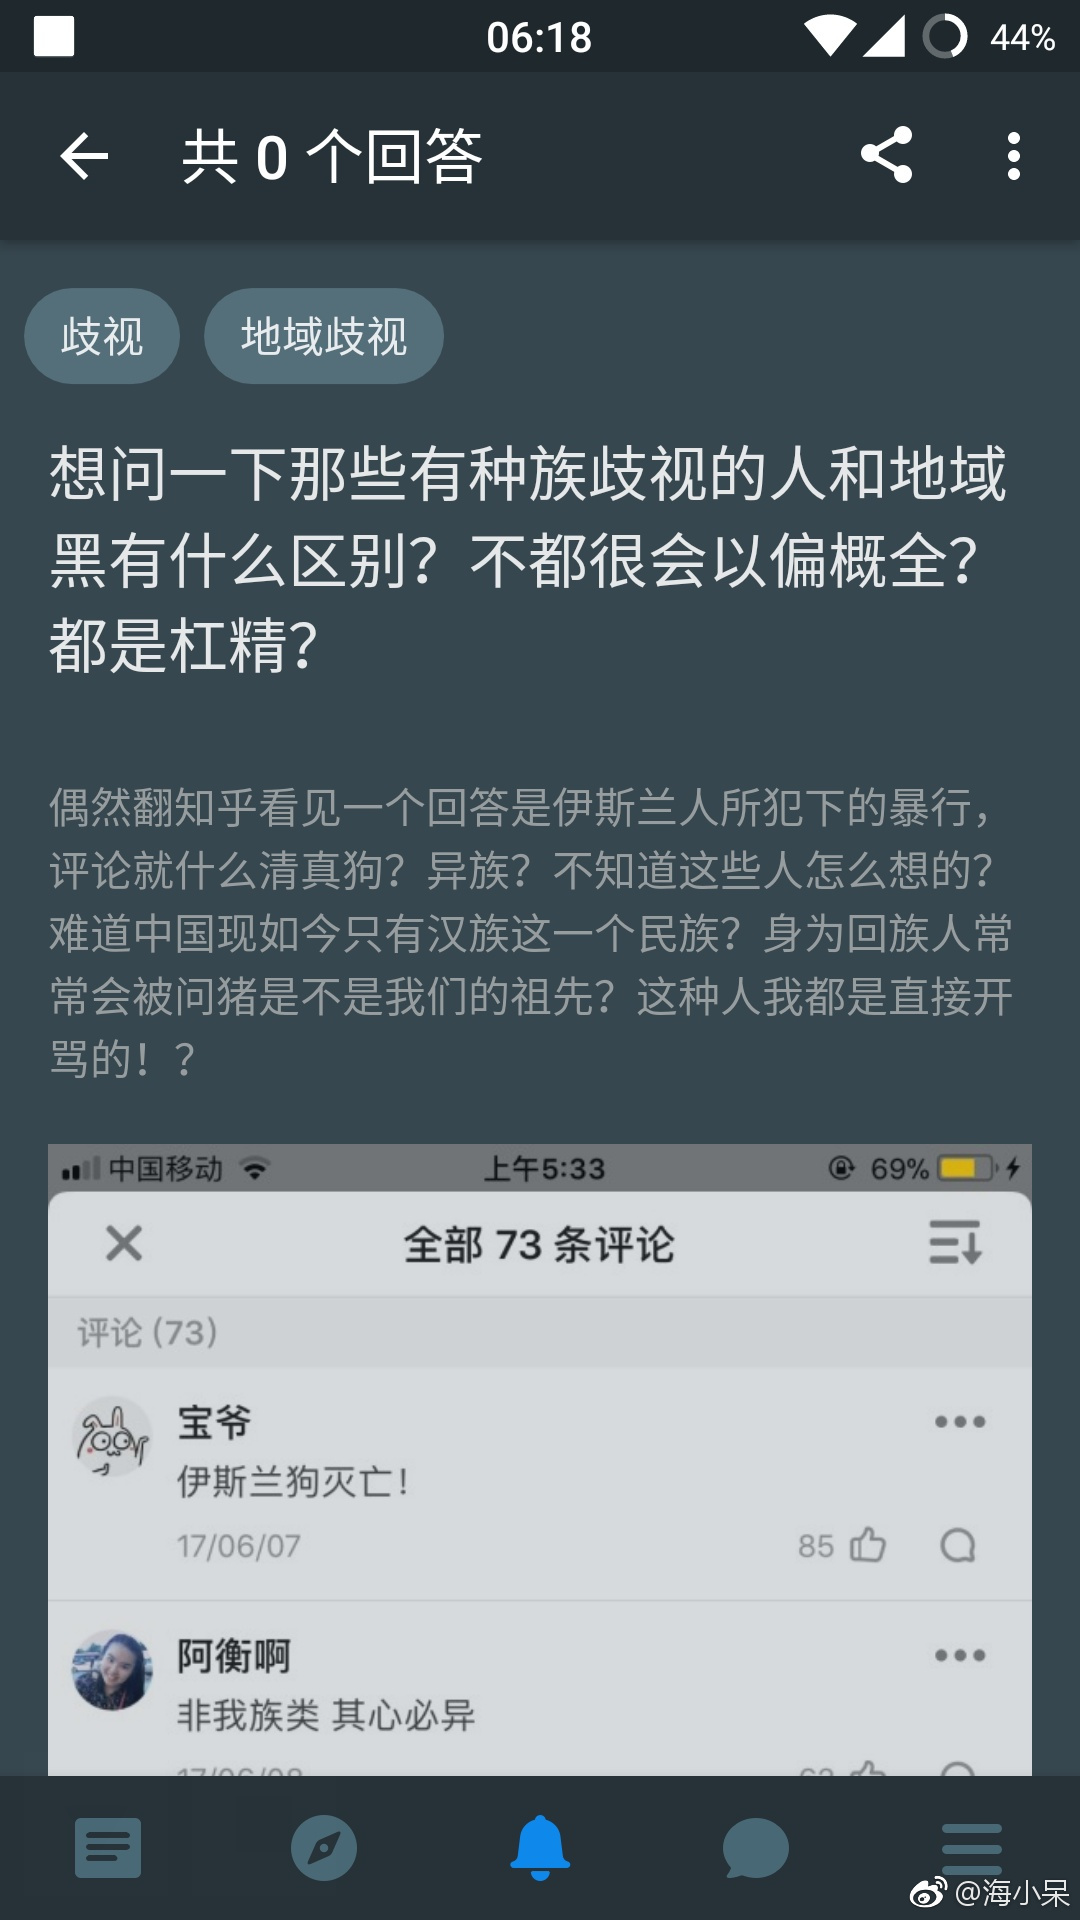 06:18
44%
共 0 个回答
歧视
地域歧视
想问一下那些有种族歧视的人和地域
黑有什么区别？不都很会以偏概全？
都是杠精？
偶然翻知乎看见一个回答是伊斯兰人所犯下的暴行，
评论就什么清真狗？异族？不知道这些人怎么想的？
难道中国现如今只有汉族这一个民族？身为回族人常
常会被问猪是不是我们的祖先？这种人我都是直接开
骂的！？
中国移动
上午5:33
69%
全部 73 条评论
评论 (73)
宝爷
伊斯兰狗灭亡！
17/06/07
85
阿衡啊
非我族类 其心必异
@海小呆